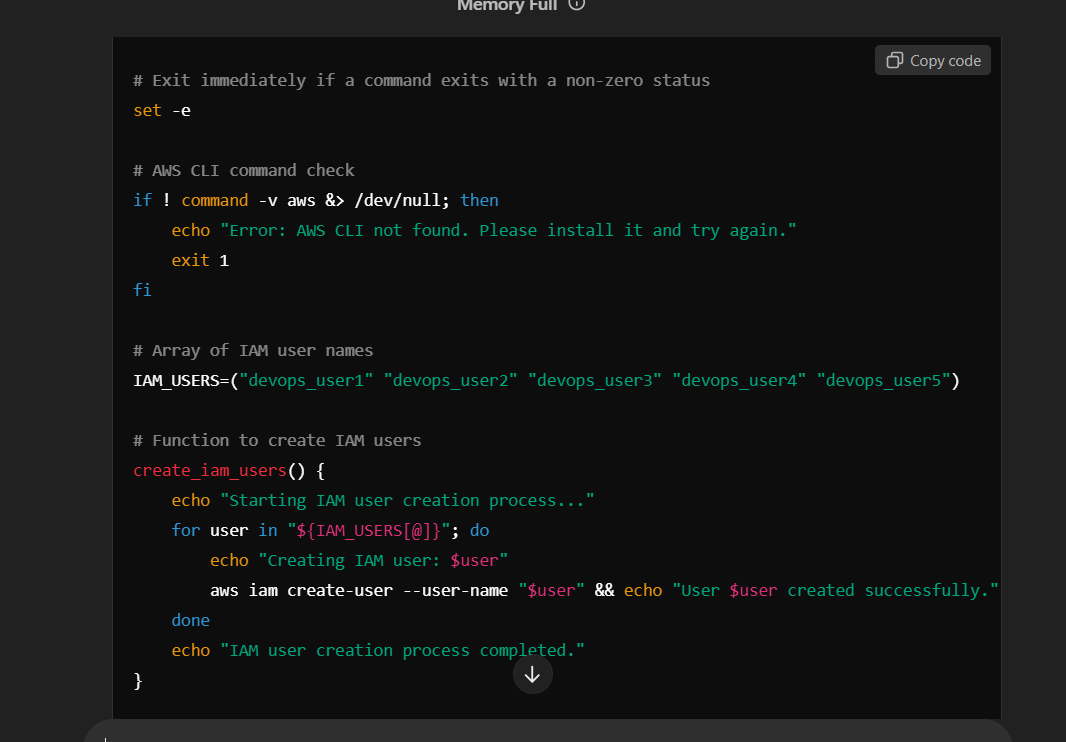 Memory Full
Copy code
# Exit immediately if a command exits with a non-zero status
set -e
# AWS CLI command check
if ! command -v aws &> /dev/null; then
    echo "Error: AWS CLI not found. Please install it and try again."
    exit 1
fi
# Array of IAM user names
IAM_USERS=("devops_user1" "devops_user2" "devops_user3" "devops_user4" "devops_user5")
# Function to create IAM users
create_iam_users() {
    echo "Starting IAM user creation process..."
    for user in "${IAM_USERS[@]}"; do
        echo "Creating IAM user: $user"
        aws iam create-user --user-name "$user" && echo "User $user created successfully."
    done
    echo "IAM user creation process completed."
}